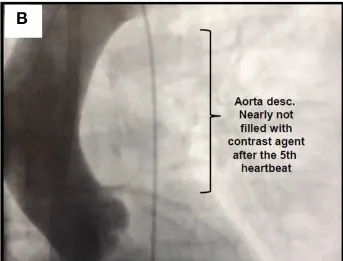 B
Aorta desc.
Nearly not
filled with
contrast agent
after the 5th
heartbeat